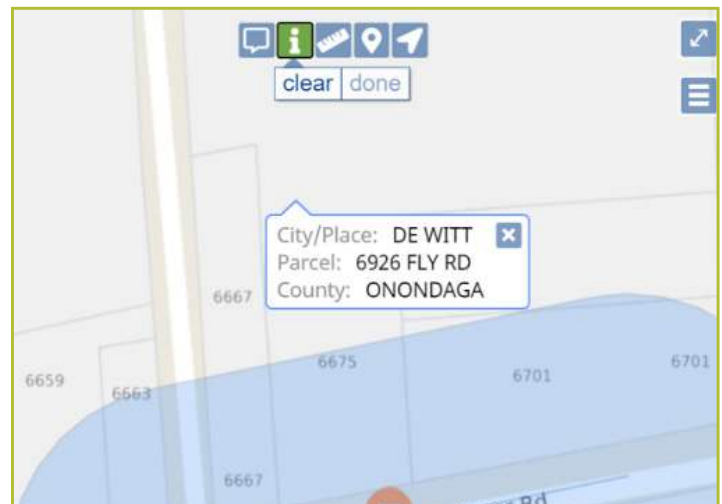 clear done
City/Place: DE WITT
Parcel: 6926 FLY RD
County: ONONDAGA
6667
6675
6701
6701
6659
6663
6667
Rd